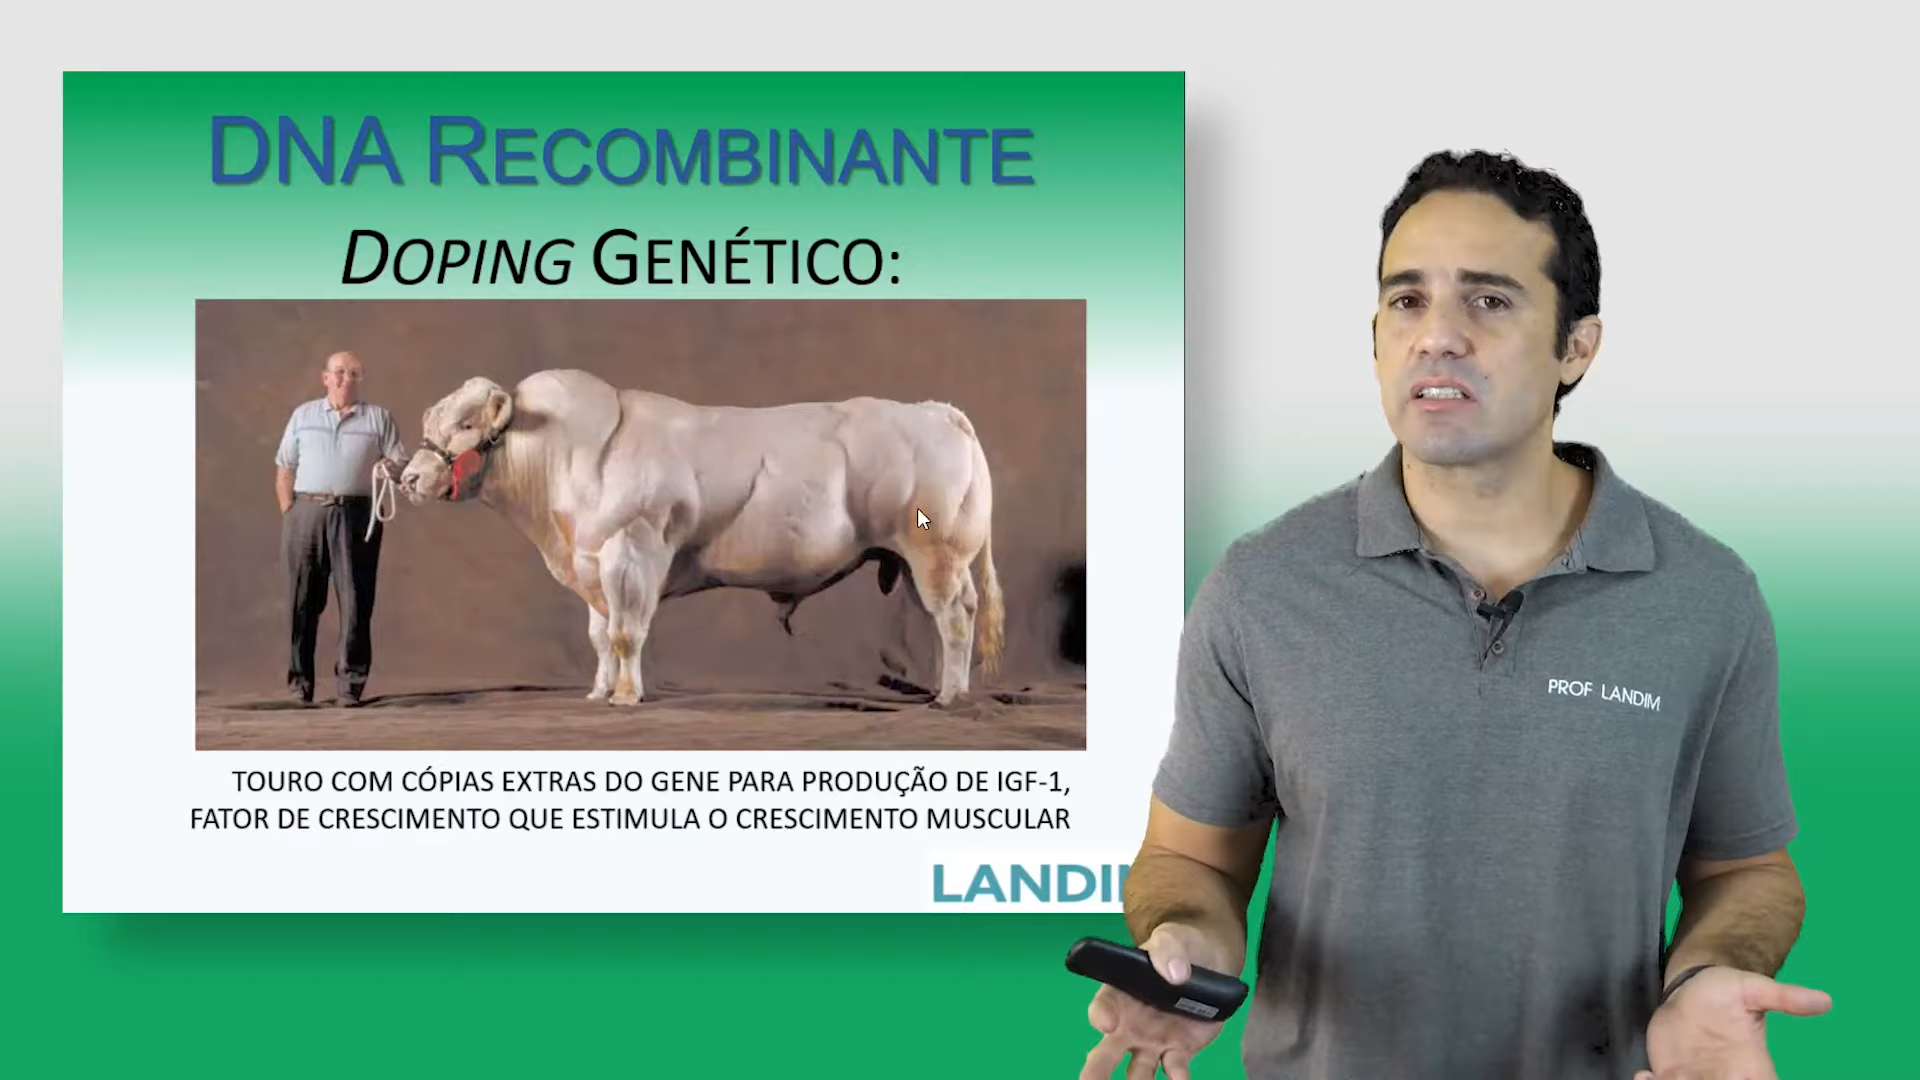 DNA RECOMBINANTE
DOPING GENÉTICO:
TOURO COM CÓPIAS EXTRAS DO GENE PARA PRODUÇÃO DE IGF-1,
FATOR DE CRESCIMENTO QUE ESTIMULA O CRESCIMENTO MUSCULAR
LANDI
PROF LANDIM